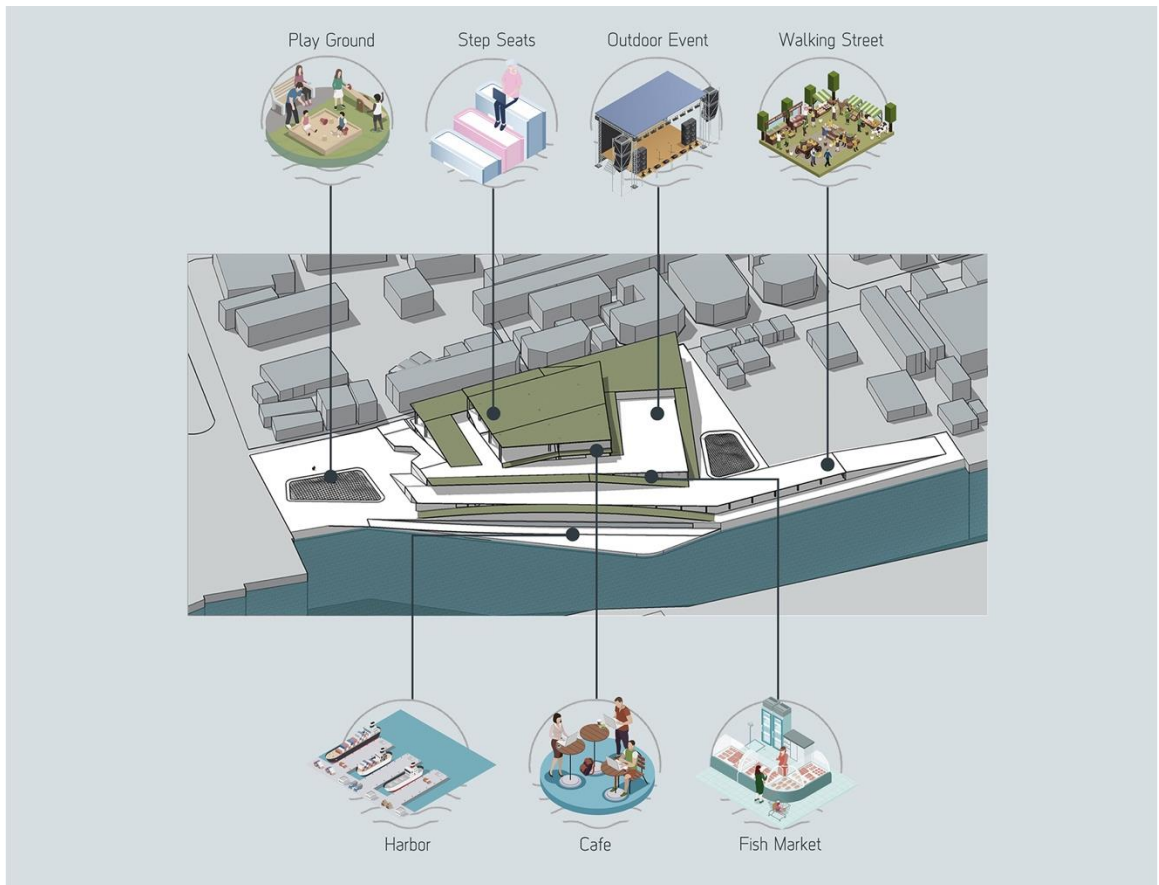 Play Ground
Step Seats
Outdoor Event
Walking Street
Harbor
Cafe
Fish Market